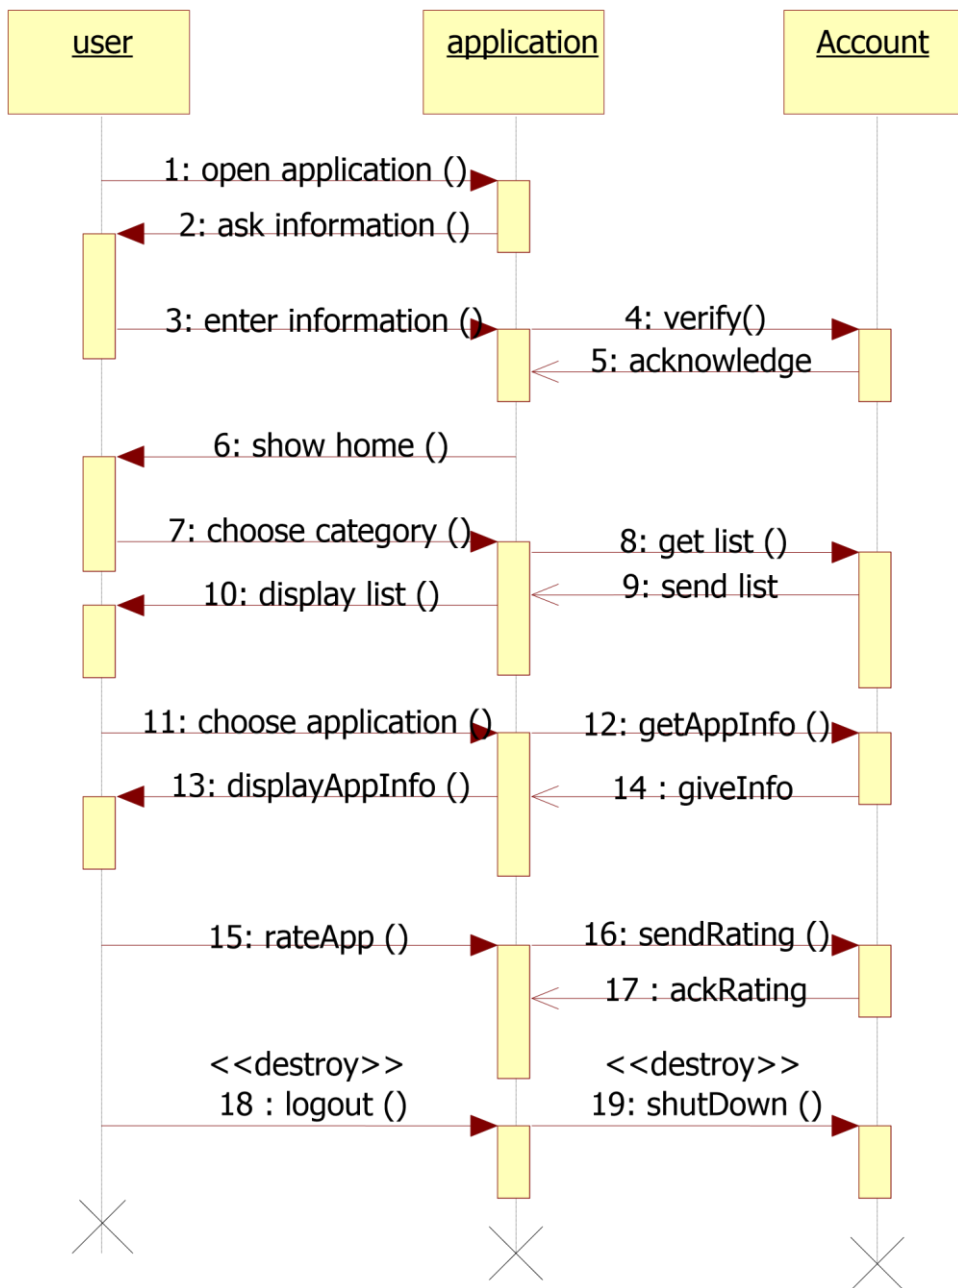 user
application
Account
1: open application ()
2: ask information ()
3: enter information ()
4: verify()
5: acknowledge
6: show home ()
7: choose category ()
8: get list ()
9: send list
10: display list ()
11: choose application ()
12: getAppInfo ()
13: displayAppInfo ()
14 : giveInfo
15: rateApp ()
16: sendRating ()
17 : ackRating
<<destroy>>
18 : logout ()
<<destroy>>
19: shutDown ()